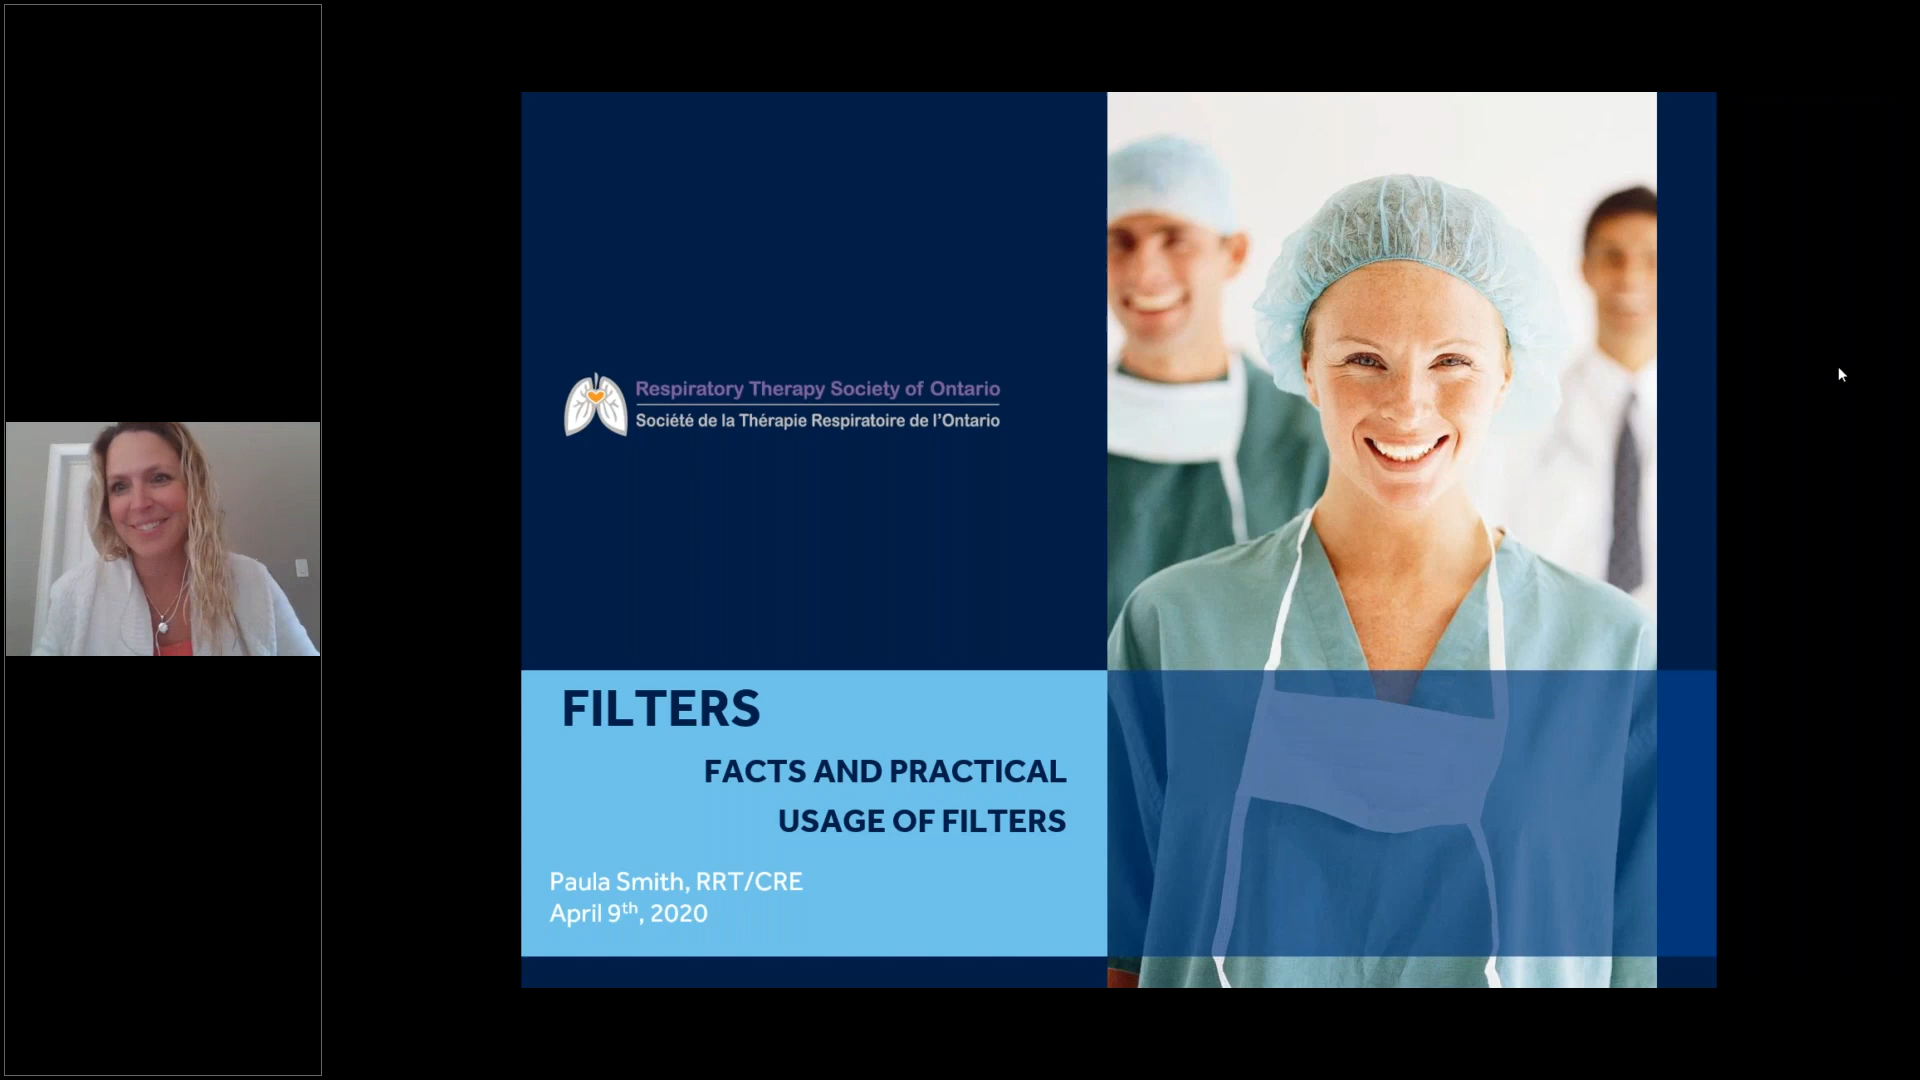 Respiratory Therapy Society of Ontario
Société de la Thérapie Respiratoire de l'Ontario
FILTERS
FACTS AND PRACTICAL
USAGE OF FILTERS
Paula Smith, RRT/CRE
April 9th, 2020